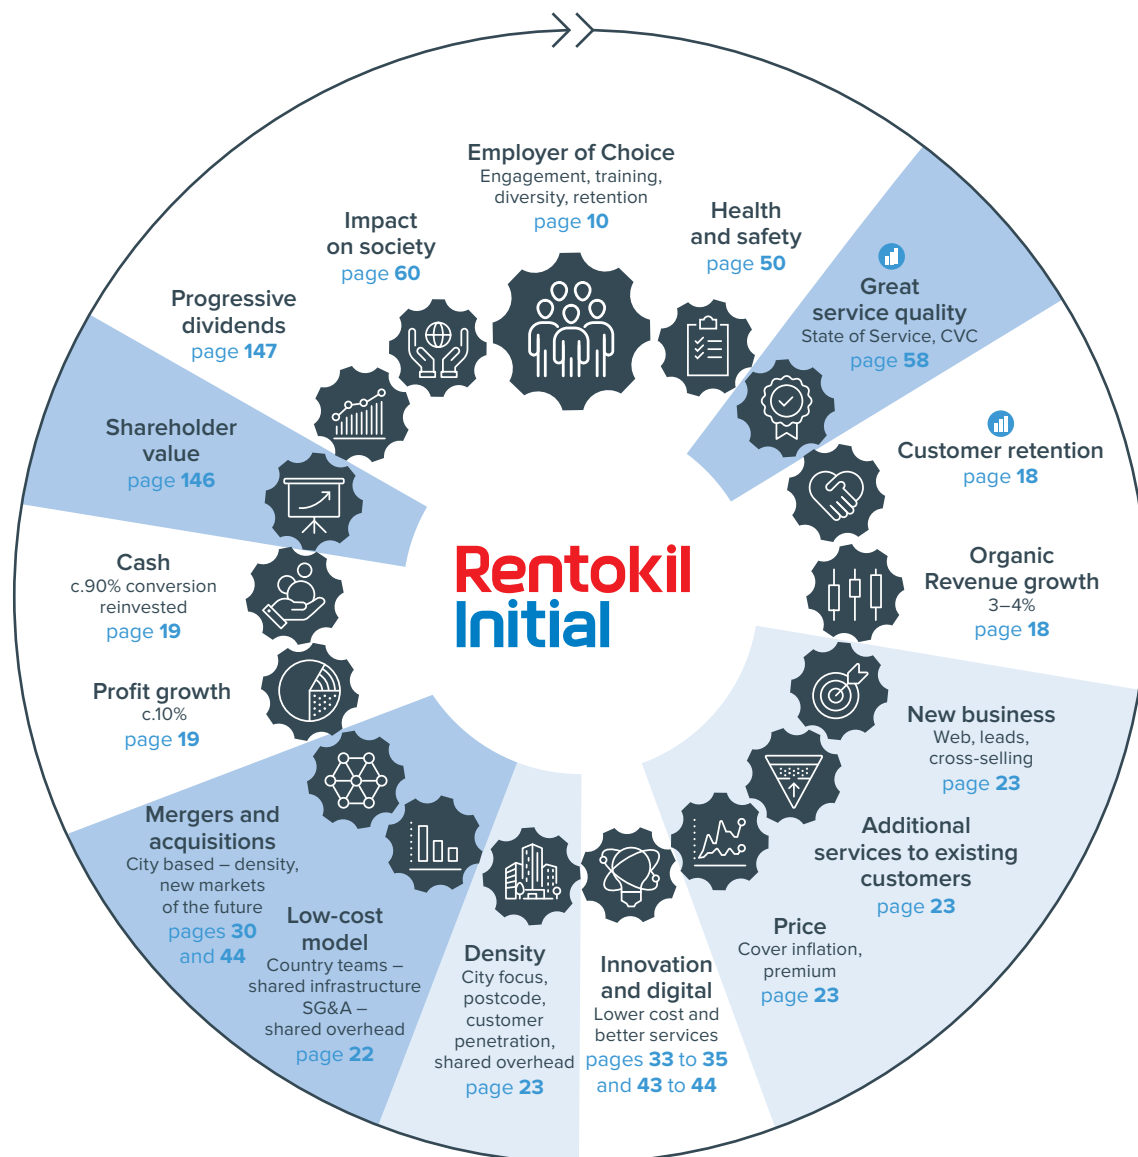 Employer of Choice
Engagement, training,
diversity, retention
page 10
Health
and safety
page 50
Great
service quality
State of Service, CVC
page 58
Customer retention
page 18
Organic
Revenue growth
3–4%
page 18
New business
Web, leads,
cross-selling
page 23
Additional
services to existing
customers
page 23
Price
Cover inflation,
premium
page 23
Innovation
and digital
Lower cost and
better services
pages 33 to 35
and 43 to 44
Density
City focus,
postcode,
customer
penetration,
shared overhead
page 23
Low-cost
model
Country teams –
shared infrastructure
SG&A –
shared overhead
page 22
Mergers and
acquisitions
City based – density,
new markets
of the future
pages 30
and 44
Profit growth
c.10%
page 19
Cash
c.90% conversion
reinvested
page 19
Shareholder
value
page 146
Progressive
dividends
page 147
Impact
on society
page 60
Rentokil
Initial